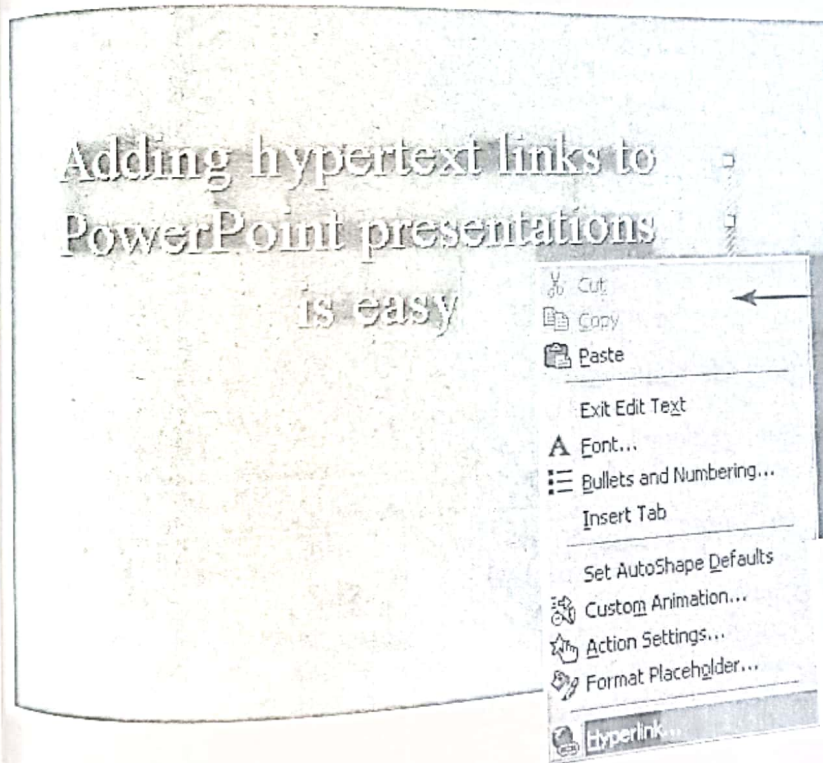 Adding hypertext links to
PowerPoint presentations
is easy
Cut
Copy
Paste
Exit Edit Text
Font...
Bullets and Numbering...
Insert Tab
Set AutoShape Defaults
Custom Animation...
Action Settings...
Format Placeholder...
Hyperlink...